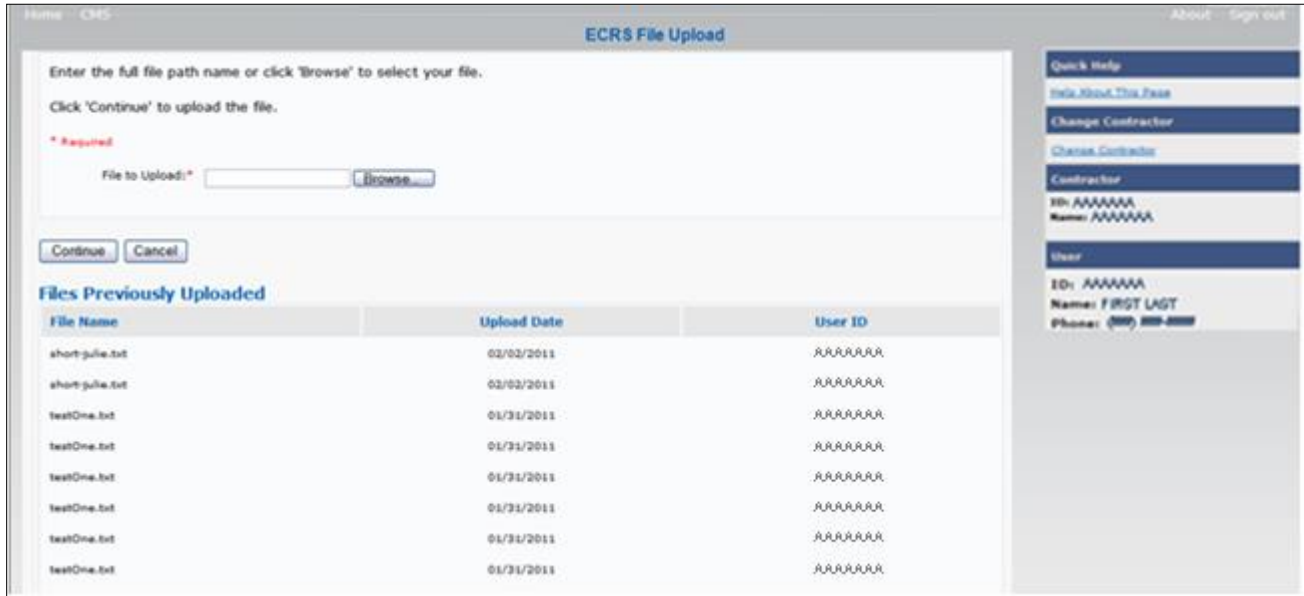 Home CMS
About Sign out
ECRS File Upload
Enter the full file path name or click 'Browse' to select your file.
Click 'Continue' to upload the file.
* Required
File to Upload:* Browse...
Continue Cancel
Files Previously Uploaded
File Name Upload Date User ID
short-julie.txt 02/02/2011 AAAAAAA
short-julie.txt 02/02/2011 AAAAAAA
testOne.txt 01/31/2011 AAAAAAA
testOne.txt 01/31/2011 AAAAAAA
testOne.txt 01/31/2011 AAAAAAA
testOne.txt 01/31/2011 AAAAAAA
testOne.txt 01/31/2011 AAAAAAA
testOne.txt 01/31/2011 AAAAAAA
Quick Help
Help About This Page
Change Contractor
Change Contractor
Contractor
ID: AAAAAAA
Name: AAAAAAA
User
ID: AAAAAAA
Name: FIRST LAST
Phone: (###) ###-####